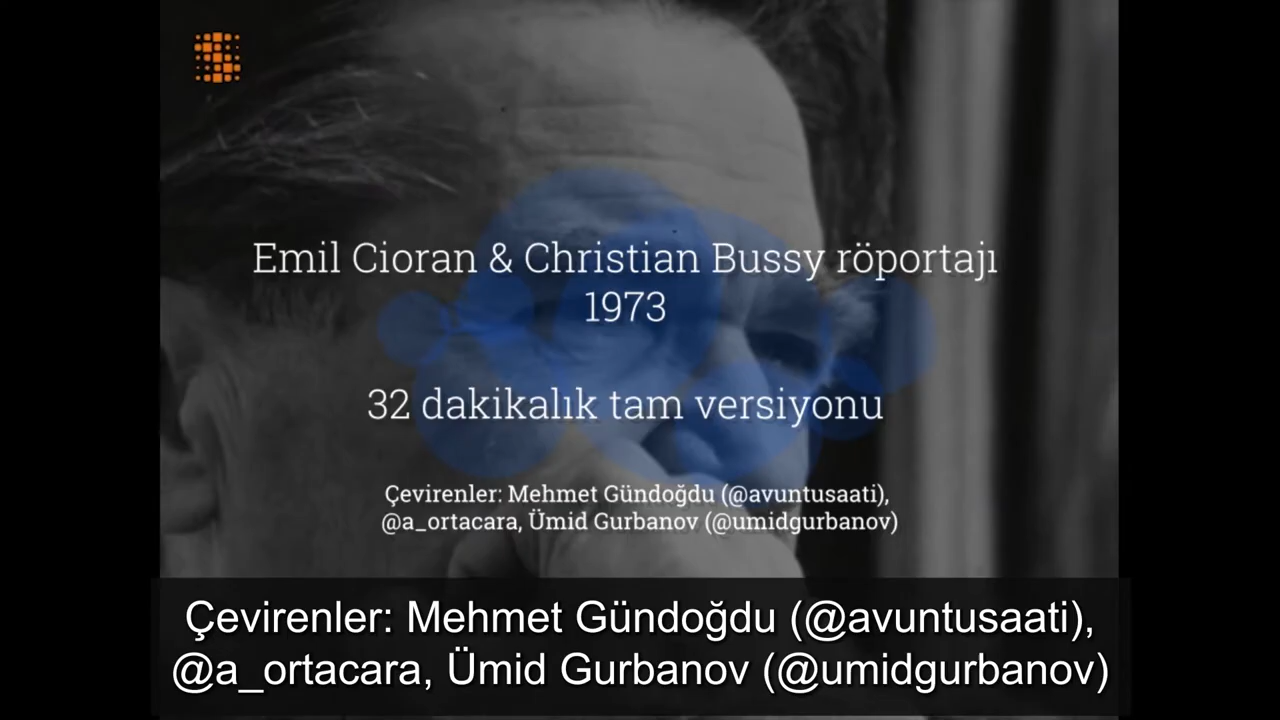 Emil Cioran & Christian Bussy röportajı
1973
32 dakikalık tam versiyonu
Çevirenler: Mehmet Gündoğdu (@avuntusaati),
@a_ortacara, Ümid Gurbanov (@umidgurbanov)
Çevirenler: Mehmet Gündoğdu (@avuntusaati),
@a_ortacara, Ümid Gurbanov (@umidgurbanov)